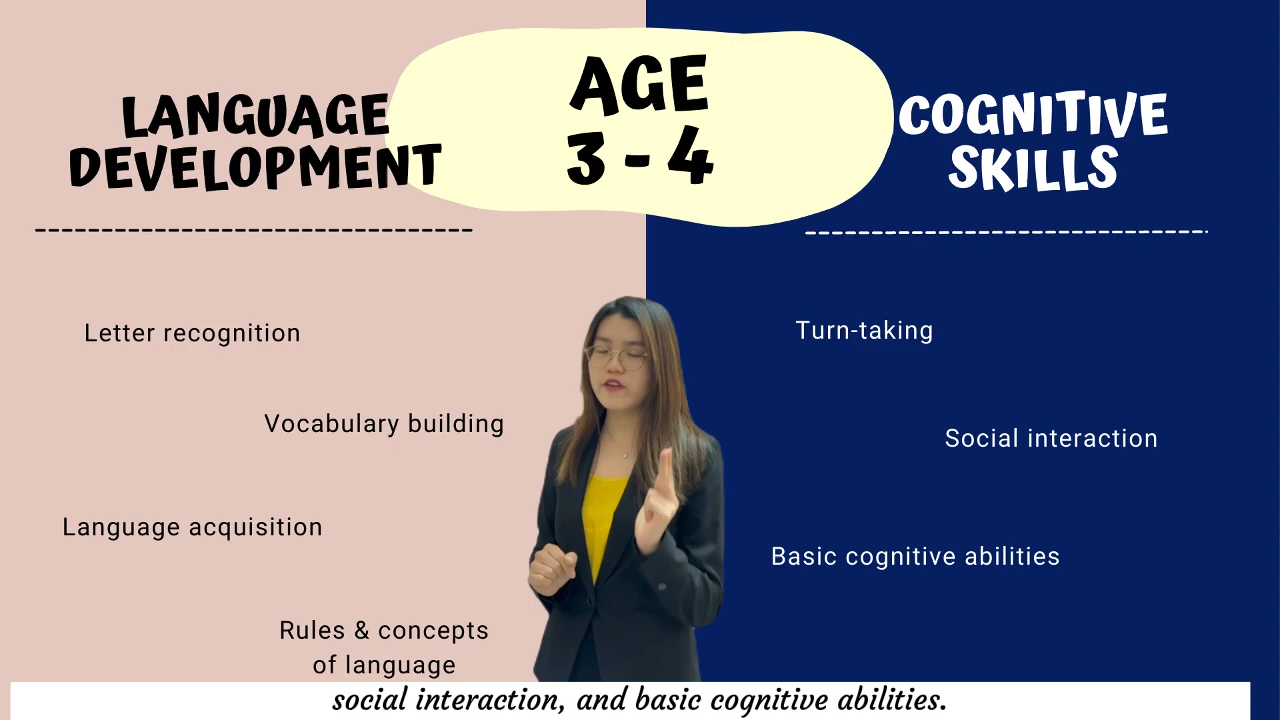 AGE
3 - 4
LANGUAGE
DEVELOPMENT
Letter recognition
Vocabulary building
Language acquisition
Rules & concepts
of language
COGNITIVE
SKILLS
Turn-taking
Social interaction
Basic cognitive abilities
social interaction, and basic cognitive abilities.